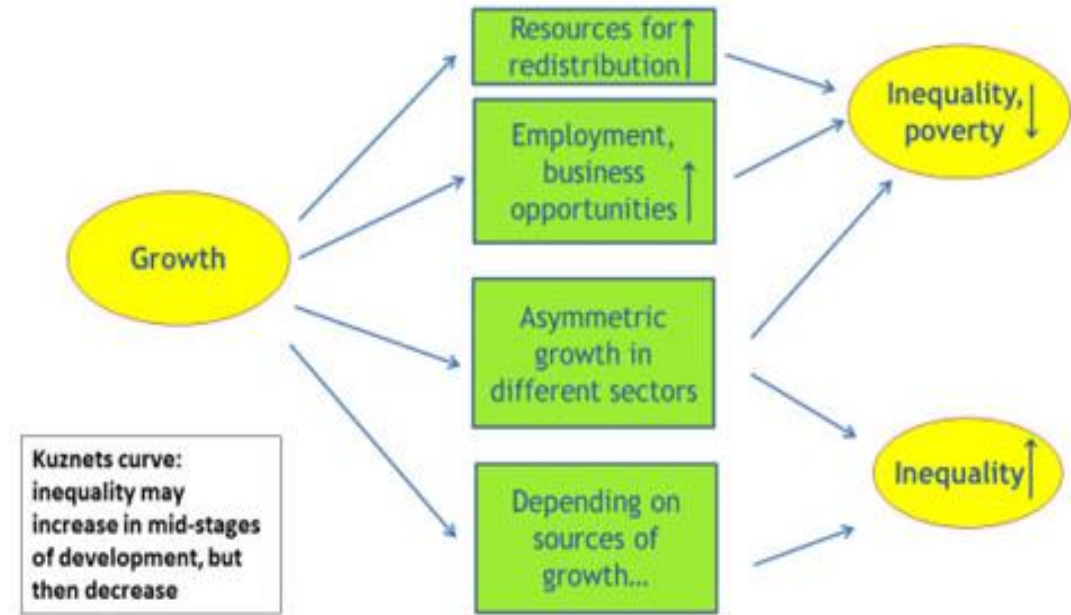 Resources for
redistribution
Employment,
business
opportunities
Inequality,
poverty
Growth
Asymmetric
growth in
different sectors
Kuznets curve:
inequality may
increase in mid-stages
of development, but
then decrease
Depending on
sources of
growth...
Inequality